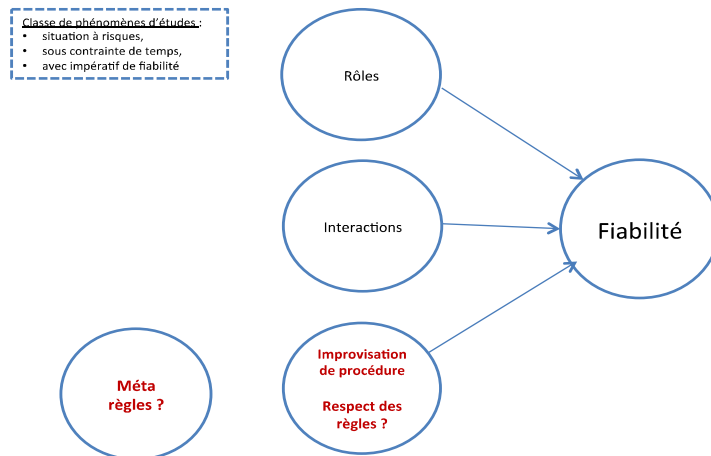 Classe de phénomènes d'études :
• situation à risques,
• sous contrainte de temps,
• avec impératif de fiabilité
Rôles
Interactions
Fiabilité
Improvisation
de procédure
Respect des
règles ?
Méta
règles ?